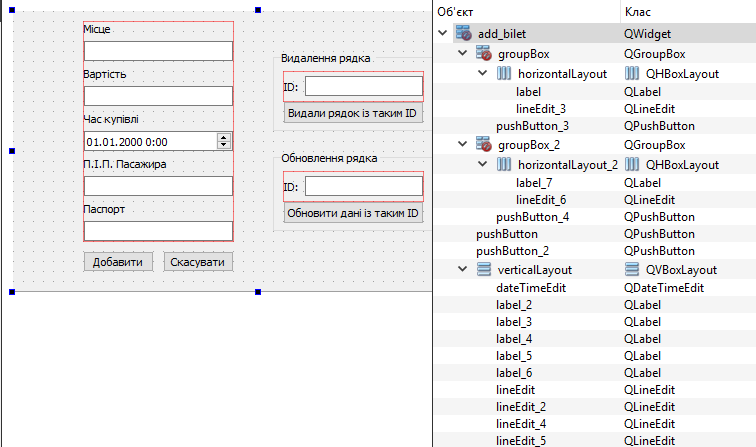 Місце
Вартість
Час купівлі
01.01.2000 0:00
П.І.П. Пасажира
Паспорт
Добавити
Скасувати
Видалення рядка
ID:
Видали рядок із таким ID
Обновлення рядка
ID:
Обновити дані із таким ID
Об'єкт Клас
add_bilet QWidget
groupBox QGroupBox
horizontalLayout QHBoxLayout
label QLabel
lineEdit_3 QLineEdit
pushButton_3 QPushButton
groupBox_2 QGroupBox
horizontalLayout_2 QHBoxLayout
label_7 QLabel
lineEdit_6 QLineEdit
pushButton_4 QPushButton
pushButton QPushButton
pushButton_2 QPushButton
verticalLayout QVBoxLayout
dateTimeEdit QDateTimeEdit
label_2 QLabel
label_3 QLabel
label_4 QLabel
label_5 QLabel
label_6 QLabel
lineEdit QLineEdit
lineEdit_2 QLineEdit
lineEdit_4 QLineEdit
lineEdit_5 QLineEdit